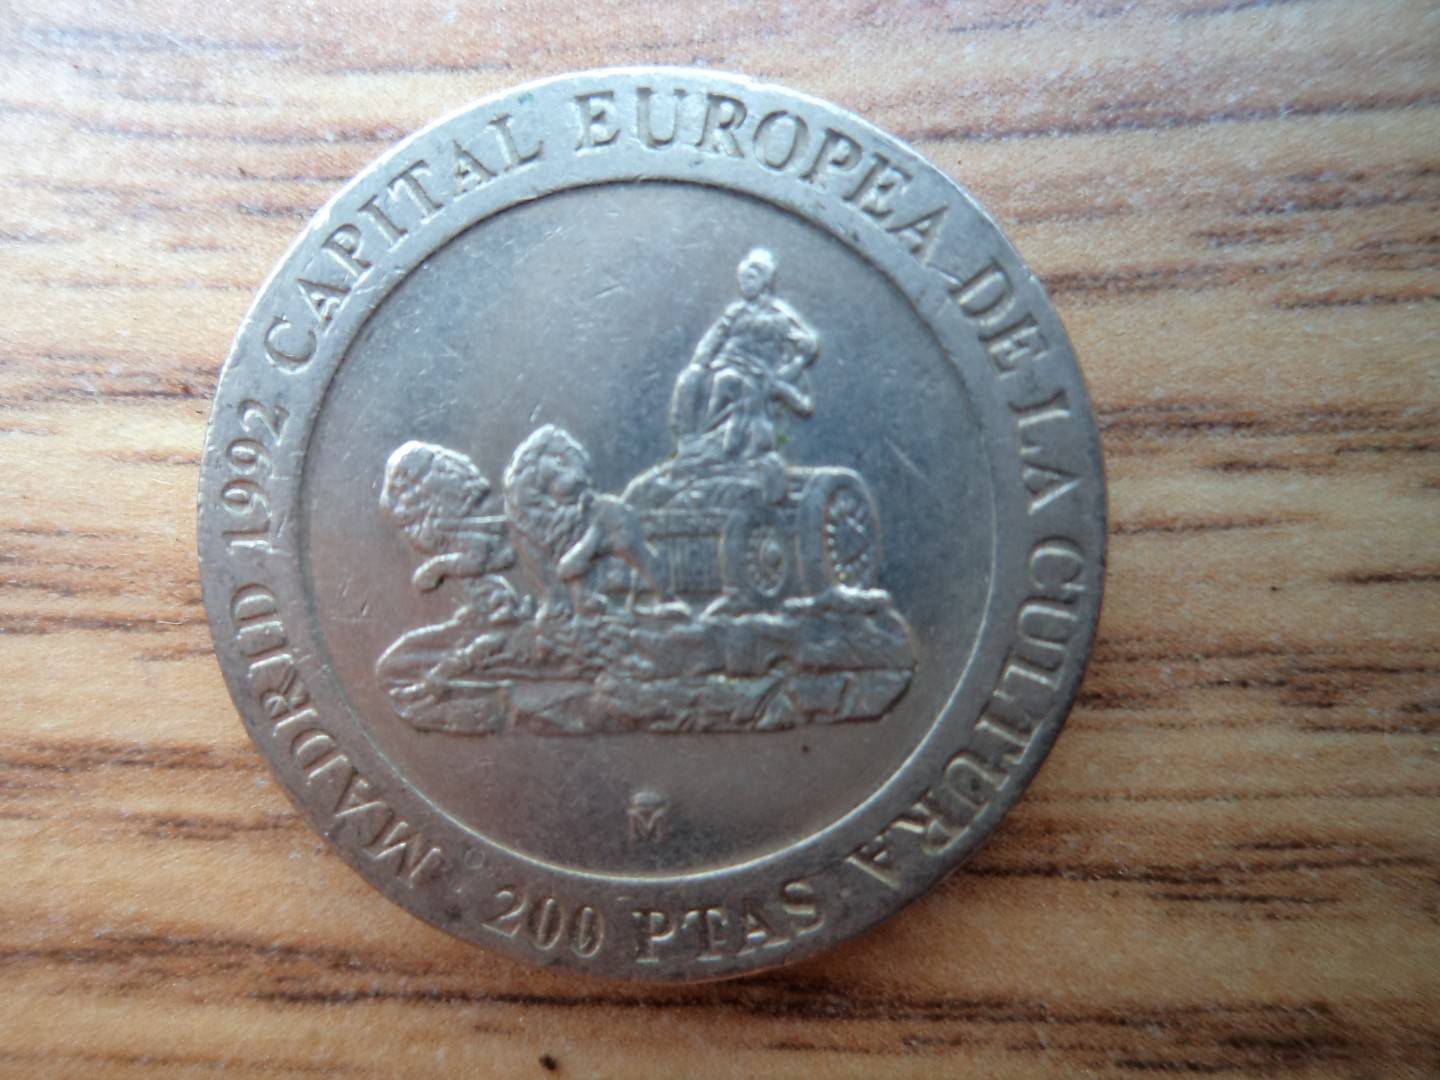 MADRID 1992 CAPITAL EUROPEA DE LA CULTURA
200 PTAS
M